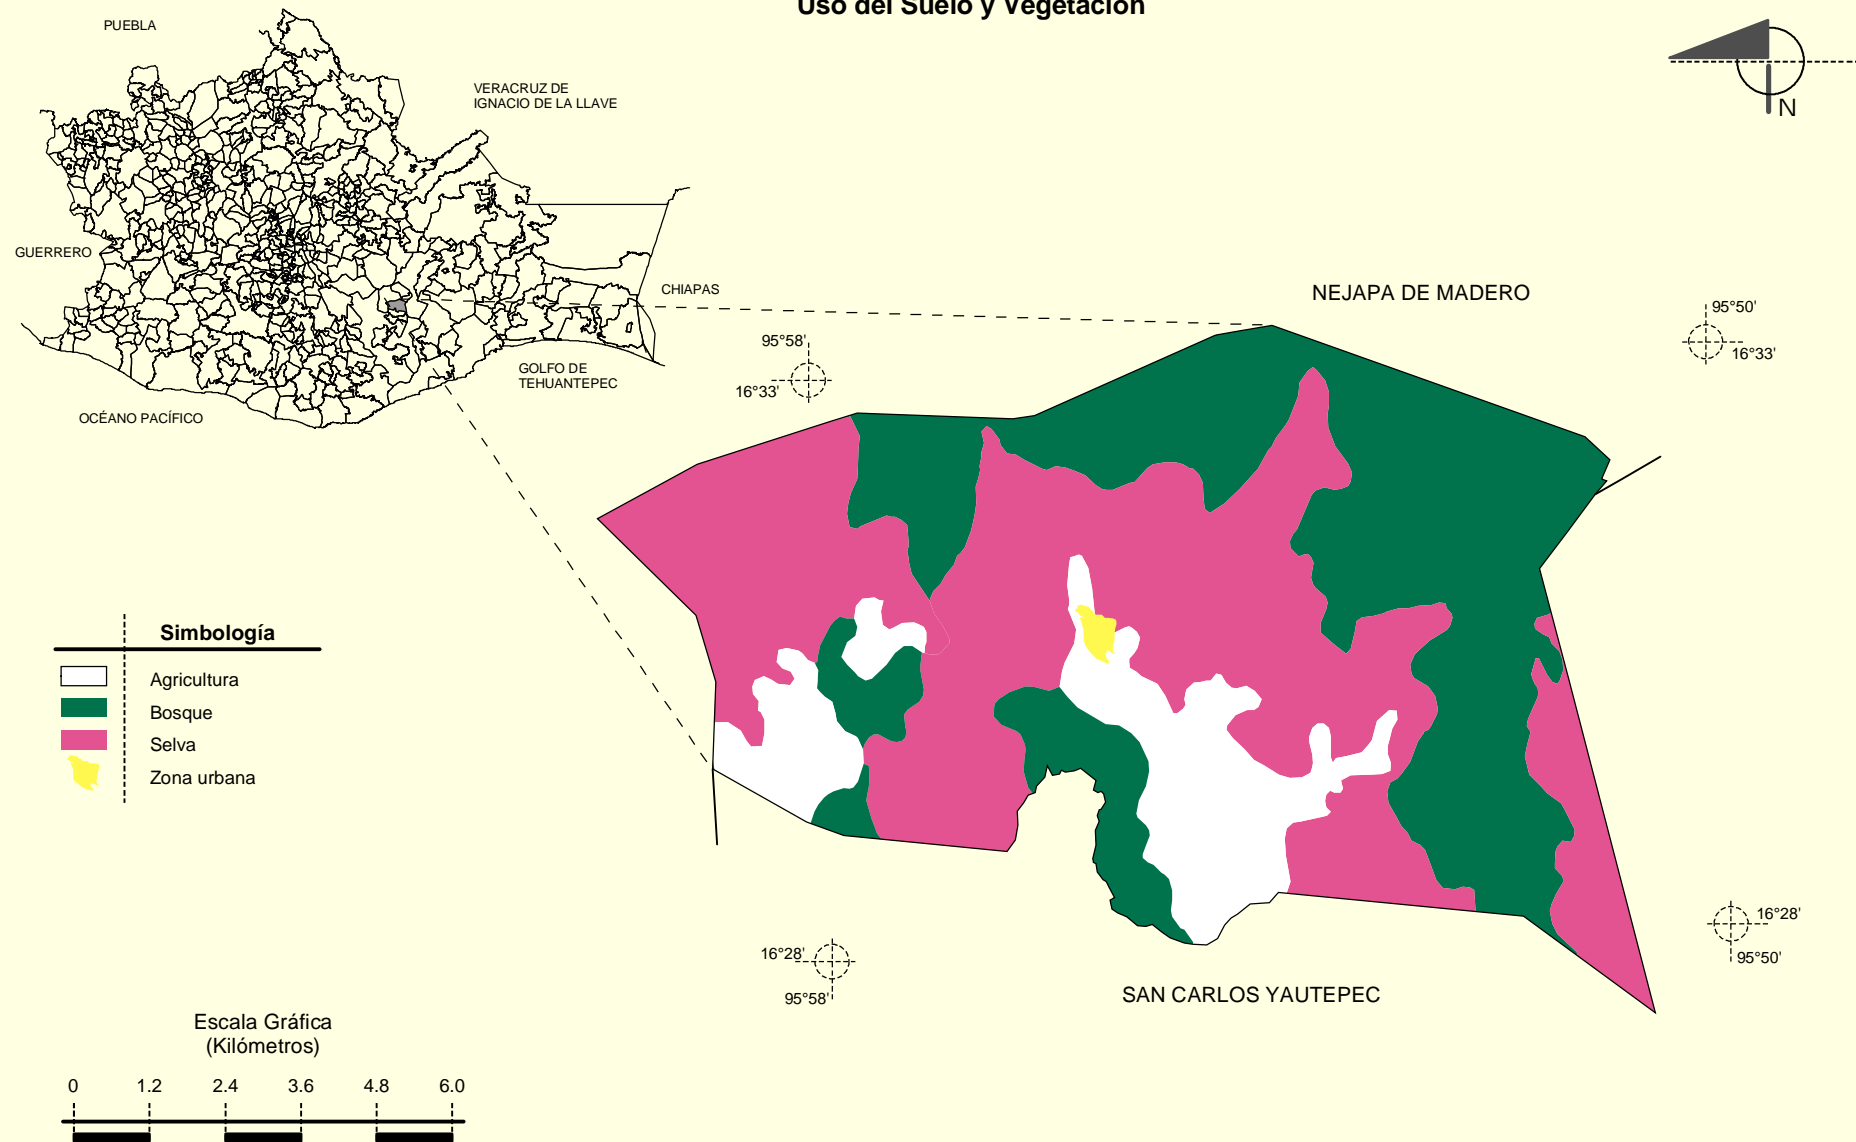 Uso del Suelo y Vegetación
PUEBLA
VERACRUZ DE
IGNACIO DE LA LLAVE
N
GUERRERO
CHIAPAS
GOLFO DE
TEHUANTEPEC
OCÉANO PACÍFICO
NEJAPA DE MADERO
95°58'
16°33'
95°50'
16°33'
Simbología
Agricultura
Bosque
Selva
Zona urbana
16°28'
95°58'
16°28'
95°50'
SAN CARLOS YAUTEPEC
Escala Gráfica
(Kilómetros)
0 1.2 2.4 3.6 4.8 6.0